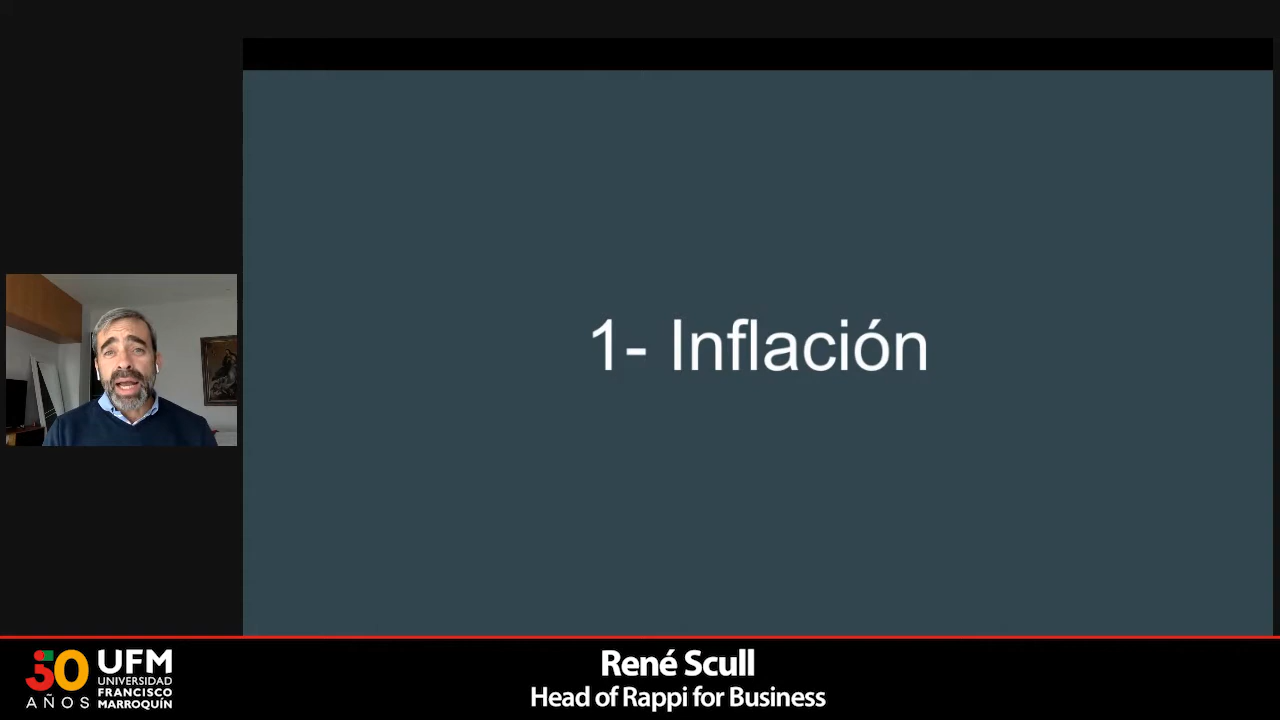 1- Inflación
René Scull
Head of Rappi for Business
50
AÑOS
UFM
UNIVERSIDAD
FRANCISCO
MARROQUÍN